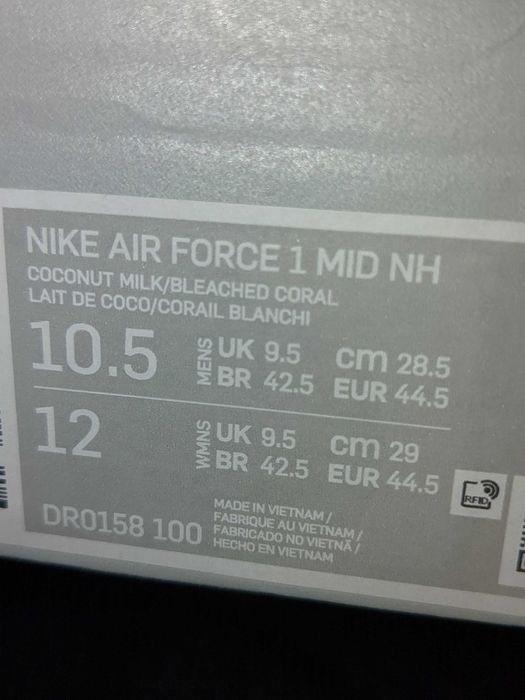 NIKE AIR FORCE 1 MID NH
COCONUT MILK/BLEACHED CORAL
LAIT DE COCO/CORAIL BLANCHI
10.5 MENS UK 9.5 cm 28.5
BR 42.5 EUR 44.5
12 WMNS UK 9.5 cm 29
BR 42.5 EUR 44.5
RFID
DR0158 100
MADE IN VIETNAM /
FABRIQUE AU VIETNAM /
FABRICADO NO VIETNÃ /
HECHO EN VIETNAM